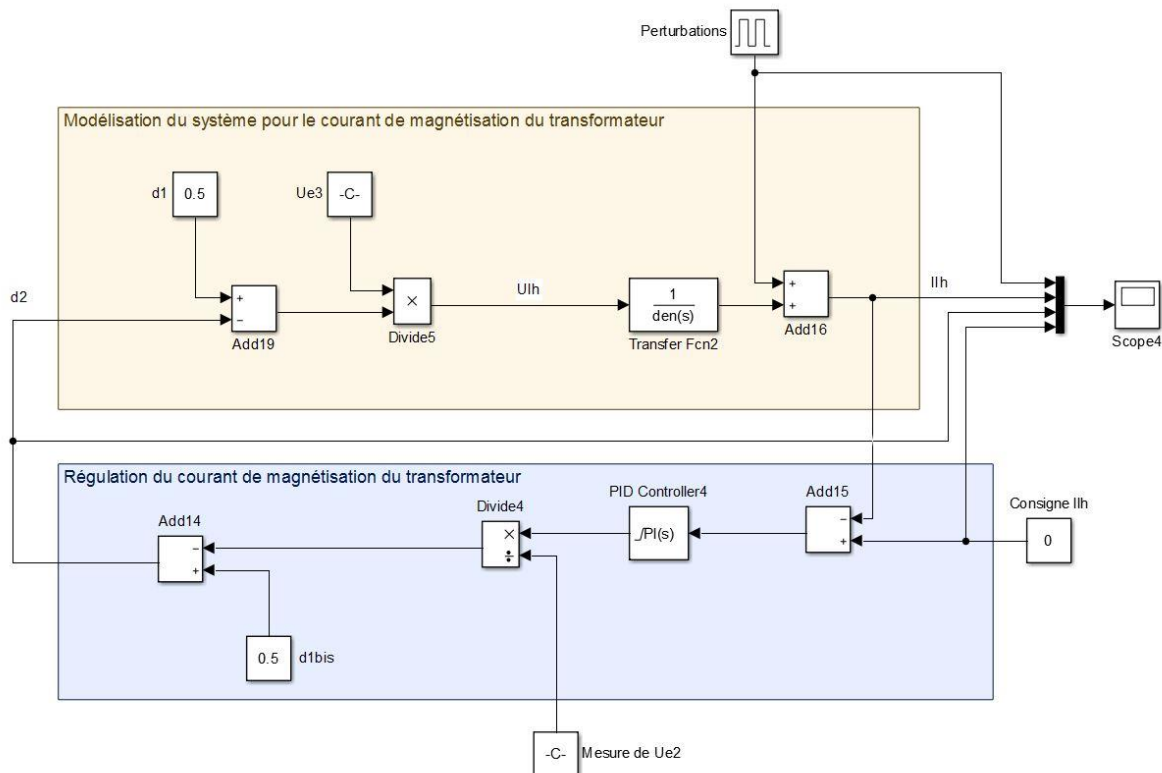 Perturbations
Modélisation du système pour le courant de magnétisation du transformateur
d1
0.5
Ue3
-C-
d2
+
−
Add19
×
Divide5
Ulh
1
den(s)
Transfer Fcn2
+
+
Add16
Ilh
Scope4
Régulation du courant de magnétisation du transformateur
Add14
−
+
0.5
d1bis
Divide4
×
÷
PID Controller4
PI(s)
Add15
−
+
Consigne Ilh
0
-C-
Mesure de Ue2